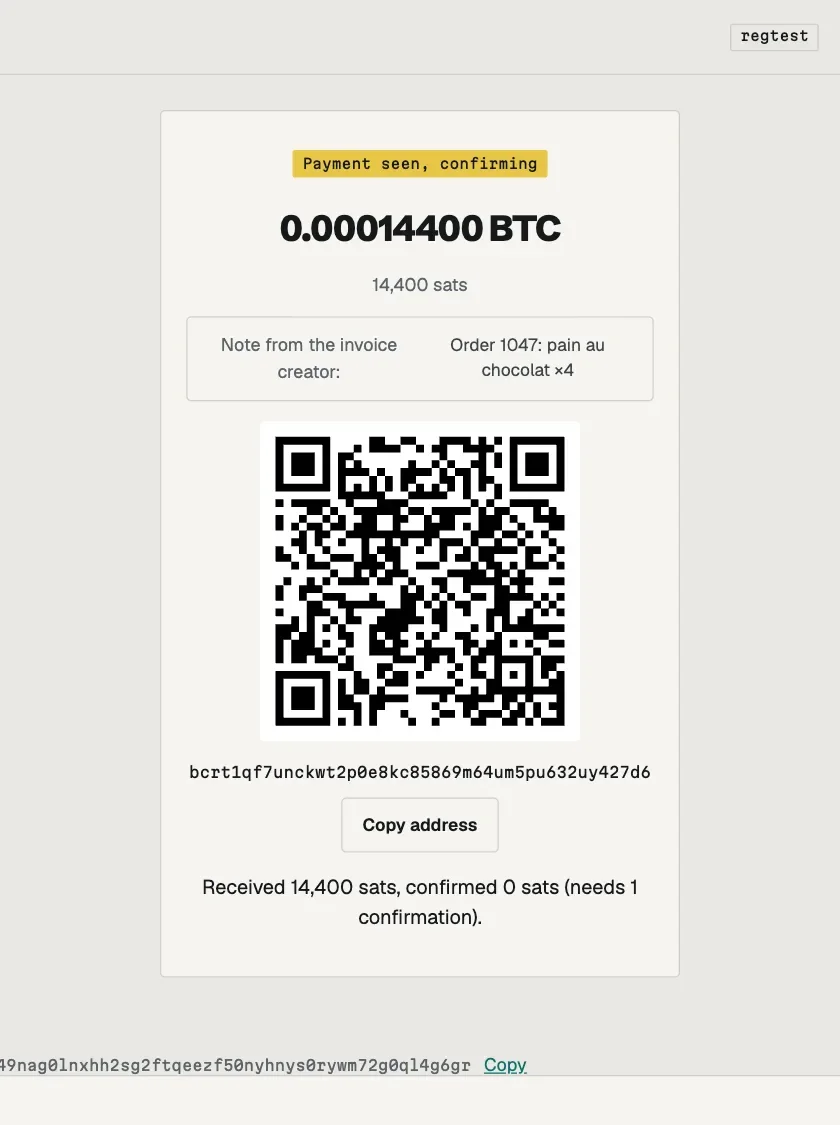 regtest
Payment seen, confirming
0.00014400 BTC
14,400 sats
Note from the invoice
creator:
Order 1047: pain au
chocolat ×4
bcrt1qf7unckwt2p0e8kc85869m64um5pu632uy427d6
Copy address
Received 14,400 sats, confirmed 0 sats (needs 1
confirmation).
49nag0lnxhh2sg2ftqeezf50nyhnys0rywm72g0ql4g6gr Copy